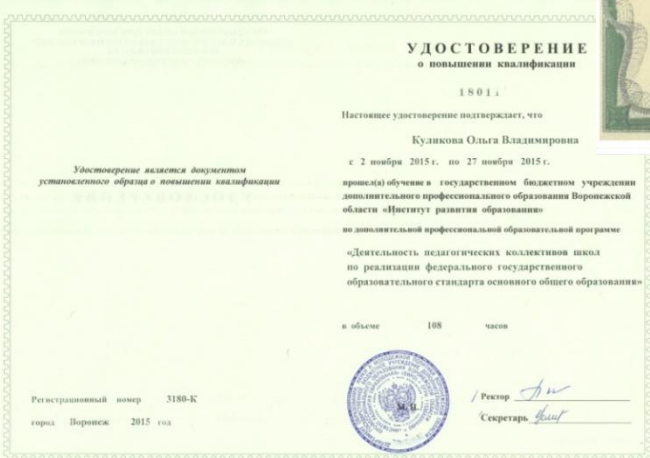 Удостоверение является документом
установленного образца о повышении квалификации
Регистрационный номер 3180-К
город Воронеж 2015 год
УДОСТОВЕРЕНИЕ
о повышении квалификации
1801
Настоящее удостоверение подтверждает, что
Куликова Ольга Владимировна
с 2 ноября 2015 г. по 27 ноября 2015 г.
прошел(а) обучение в государственном бюджетном учреждении
дополнительного профессионального образования Воронежской
области «Институт развития образования»
по дополнительной профессиональной образовательной программе
«Деятельность педагогических коллективов школ
по реализации федерального государственного
образовательного стандарта основного общего образования»
в объеме 108 часов
М.П.
Ректор
Секретарь